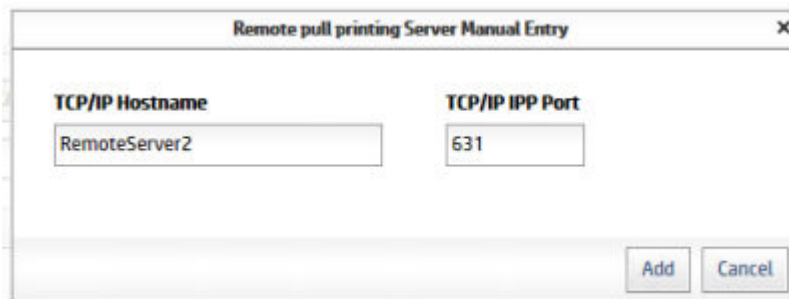 Remote pull printing Server Manual Entry
TCP/IP Hostname TCP/IP IPP Port
RemoteServer2 631
Add Cancel